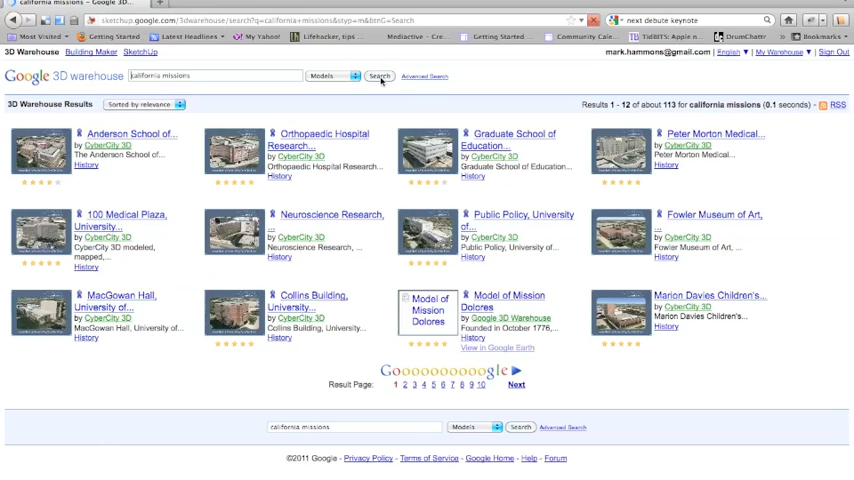 california missions – Google 3D...
sketchup.google.com/3dwarehouse/search?q=california+missions&styp=m&btnG=Search
next debute keynote
Most Visited
Getting Started
Latest Headlines
My Yahoo!
Lifehacker, tips ...
Mediactive – Cre...
Getting Started ...
Community Cale...
TidBITS: Apple n...
DrumChattr
Bookmarks
3D Warehouse Building Maker SketchUp
mark.hammons@gmail.com | English ▼ | My Warehouse ▼ | Sign Out
Google 3D warehouse
california missions
Models
Search
Advanced Search
3D Warehouse Results
Sorted by relevance
Results 1 - 12 of about 113 for california missions (0.1 seconds) - RSS
Anderson School of...
by CyberCity 3D
The Anderson School of...
History
Orthopaedic Hospital
Research...
by CyberCity 3D
Orthopaedic Hospital Research...
History
Graduate School of
Education...
by CyberCity 3D
Graduate School of Education...
History
Peter Morton Medical...
by CyberCity 3D
Peter Morton Medical...
History
100 Medical Plaza,
University...
by CyberCity 3D
CyberCity 3D modeled,
mapped,...
History
Neuroscience Research,
...
by CyberCity 3D
Neuroscience Research, ...
History
Public Policy, University
of...
by CyberCity 3D
Public Policy, University of...
History
Fowler Museum of Art,
...
by CyberCity 3D
Fowler Museum of Art, ...
History
MacGowan Hall,
University of...
by CyberCity 3D
MacGowan Hall, University of...
History
Collins Building,
University...
by CyberCity 3D
Collins Building, University...
History
Model of
Mission
Dolores
Model of Mission
Dolores
by Google 3D Warehouse
Founded in October 1776,...
History
View in Google Earth
Marion Davies Children's...
by CyberCity 3D
Marion Davies Children's...
History
Goooooooooogle
Result Page: 1 2 3 4 5 6 7 8 9 10 Next
california missions
Models
Search
Advanced Search
©2011 Google - Privacy Policy - Terms of Service - Google Home - Help - Forum